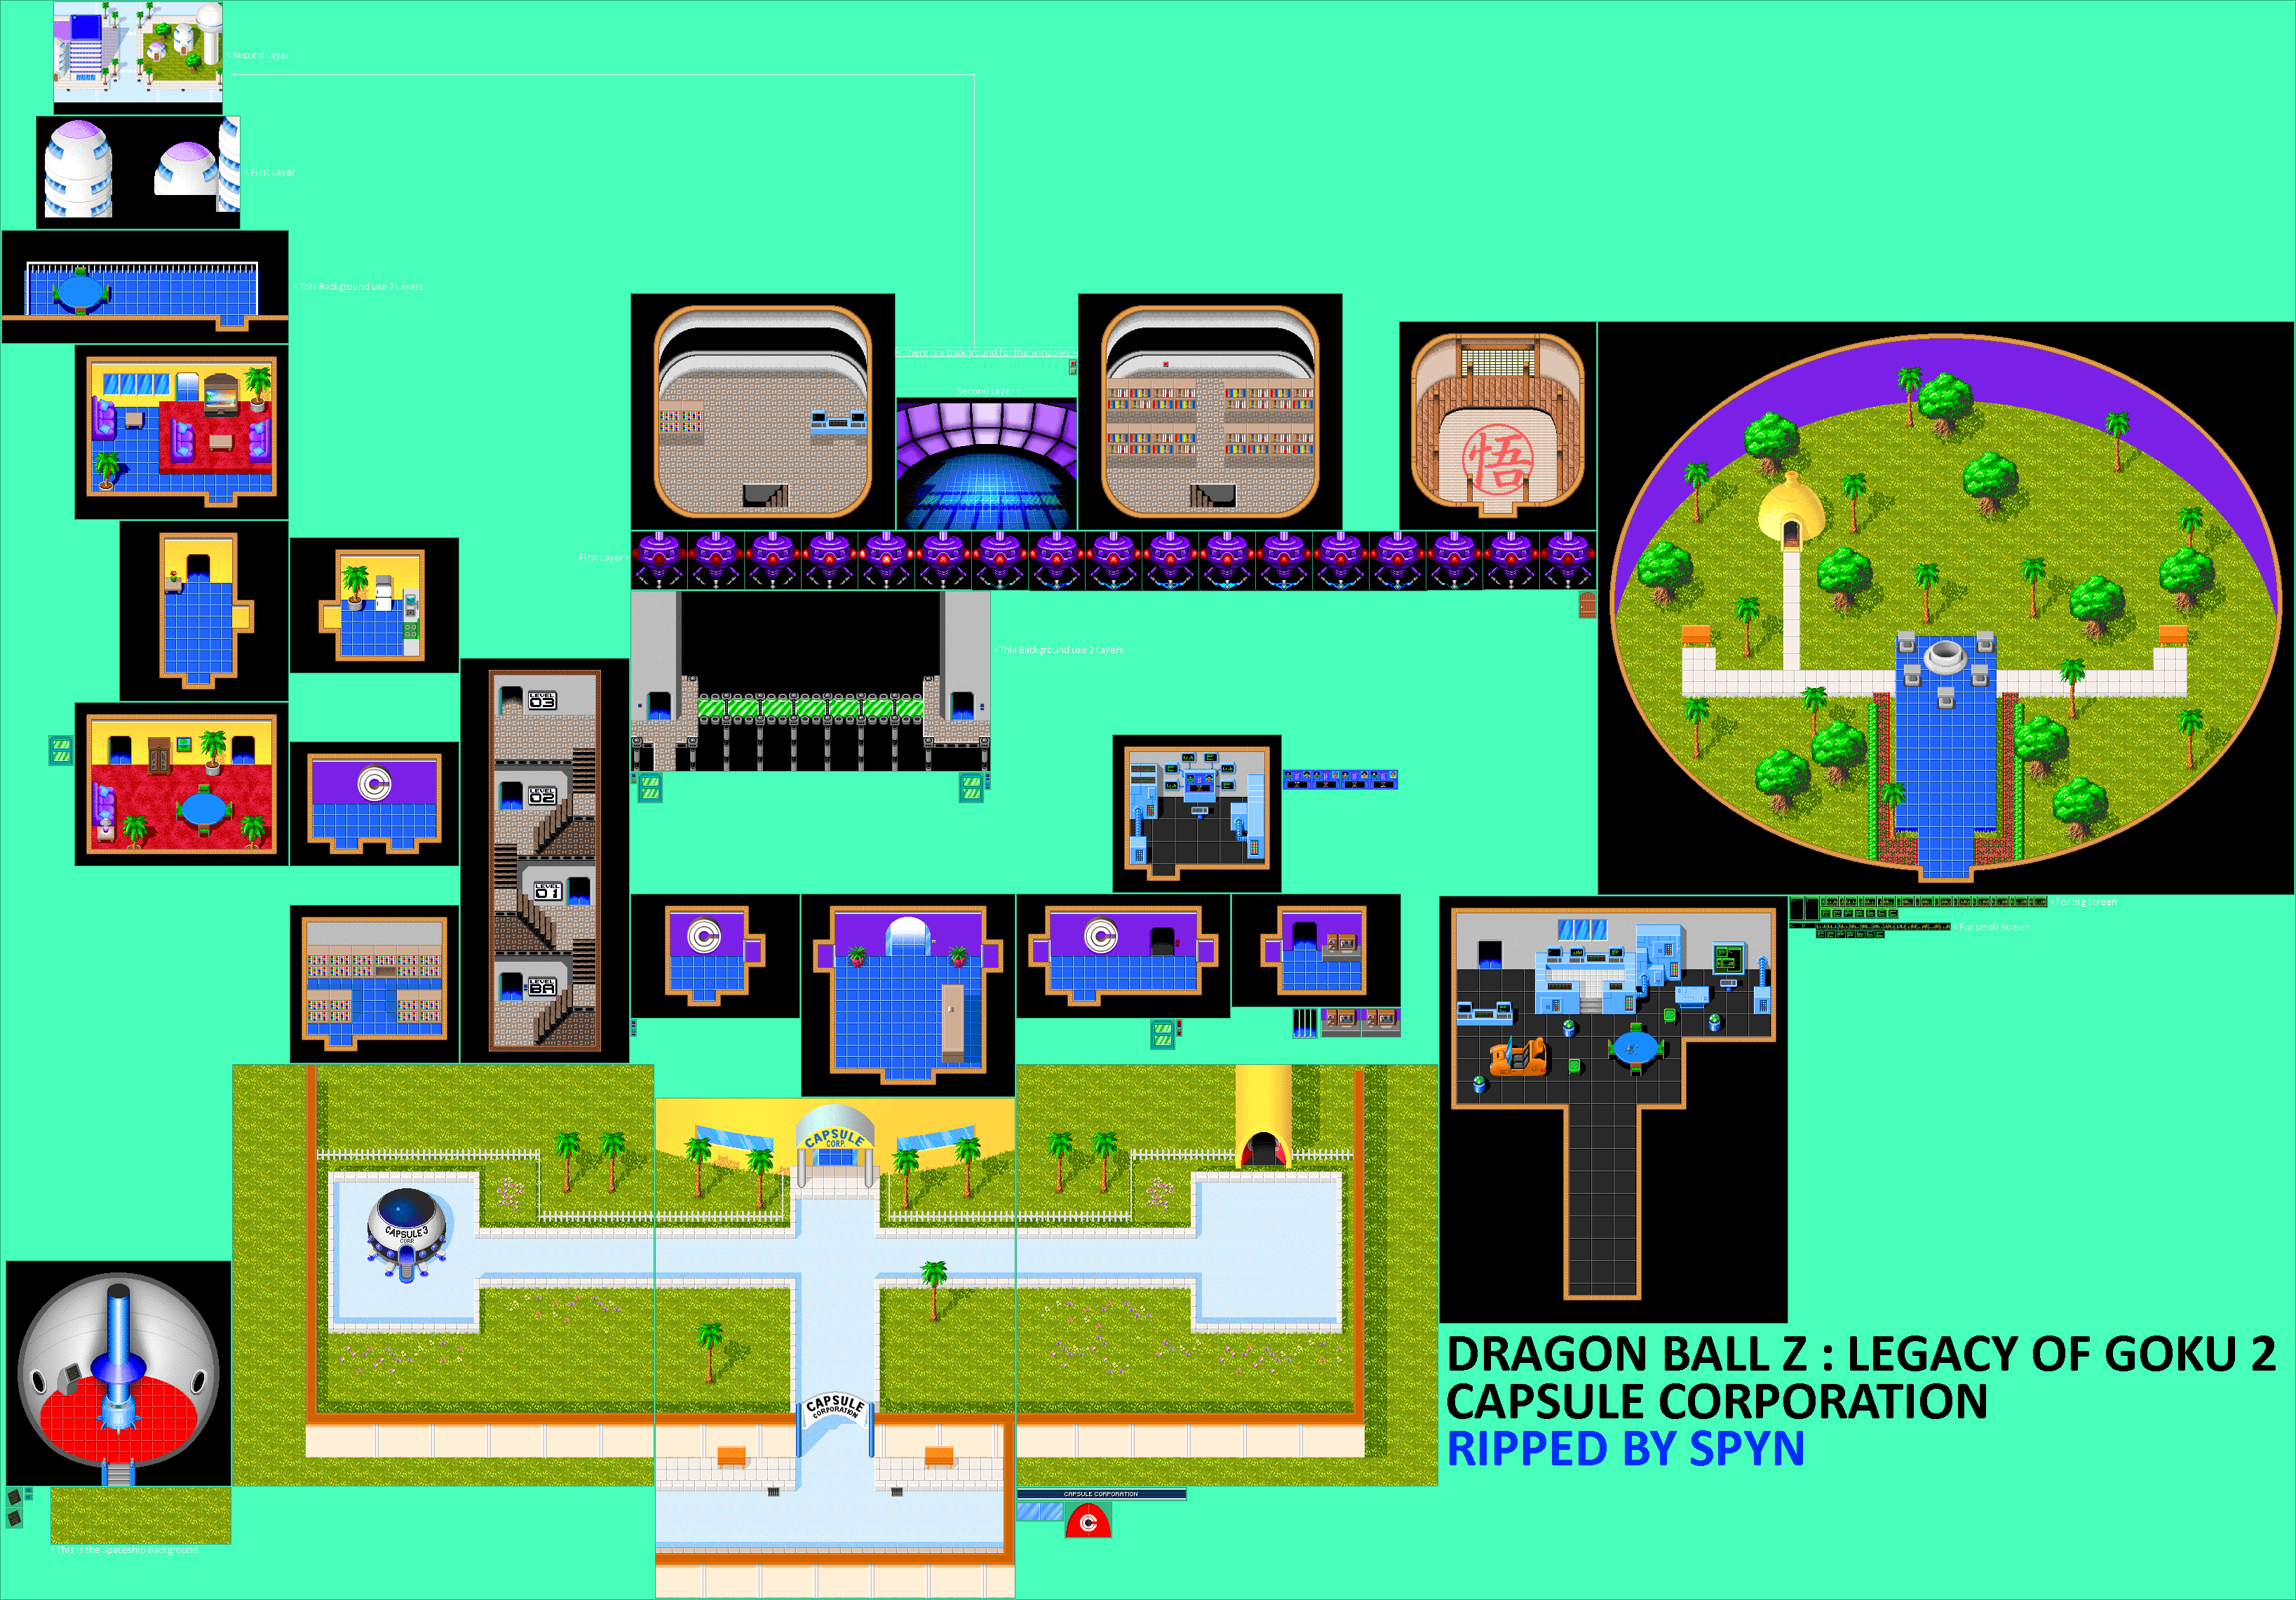 < Second Layer
< First Layer
< This Background use 2 Layers
< There is a background for the windows >
Second Layer v
悟
First Layer >
< This Background use 2 Layers
LEVEL
03
LEVEL
02
LEVEL
01
LEVEL
BA
< For big Screen
< For small Screen
CAPSULE
CORP.
CAPSULE 3
CORP.
CAPSULE
CORPORATION
DRAGON BALL Z : LEGACY OF GOKU 2
CAPSULE CORPORATION
RIPPED BY SPYN
CAPSULE CORPORATION
^ This is the Spaceship Background